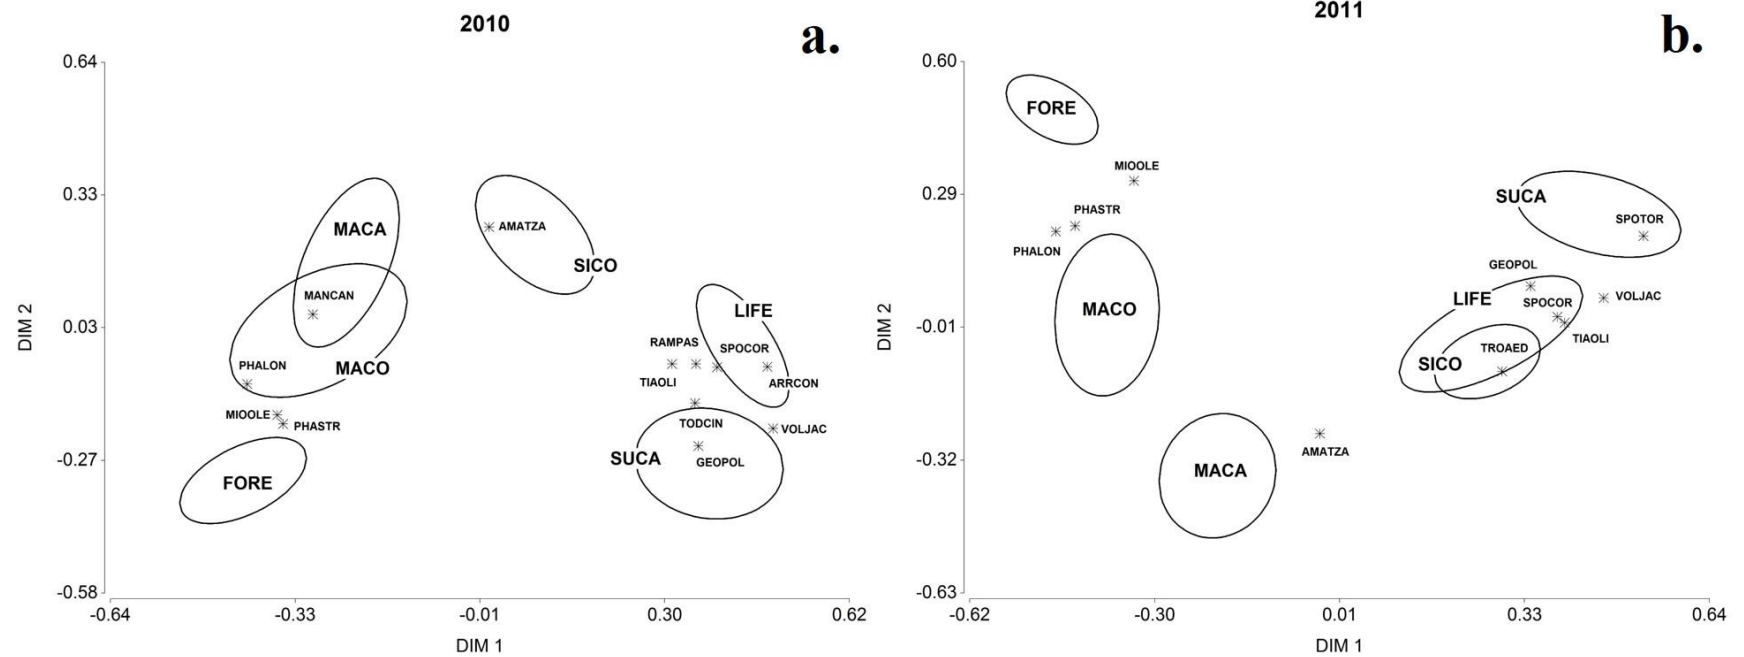 2010
a.
0.64
0.33
0.03
-0.27
-0.58
DIM 2
MACA
AMATZA
SICO
MANCAN
LIFE
RAMPAS
SPOCOR
PHALON
MACO
TIAOLI
ARRCON
MIOOLE
PHASTR
TODCIN
VOLJAC
SUCA
GEOPOL
FORE
-0.64
-0.33
-0.01
0.30
0.62
DIM 1
2011
b.
0.60
0.29
-0.01
-0.32
-0.63
DIM 2
FORE
MIOOLE
SUCA
PHASTR
SPOTOR
PHALON
GEOPOL
LIFE
VOLJAC
SPOCOR
MACO
TIAOLI
TROAED
SICO
AMATZA
MACA
-0.62
-0.30
0.01
0.33
0.64
DIM 1